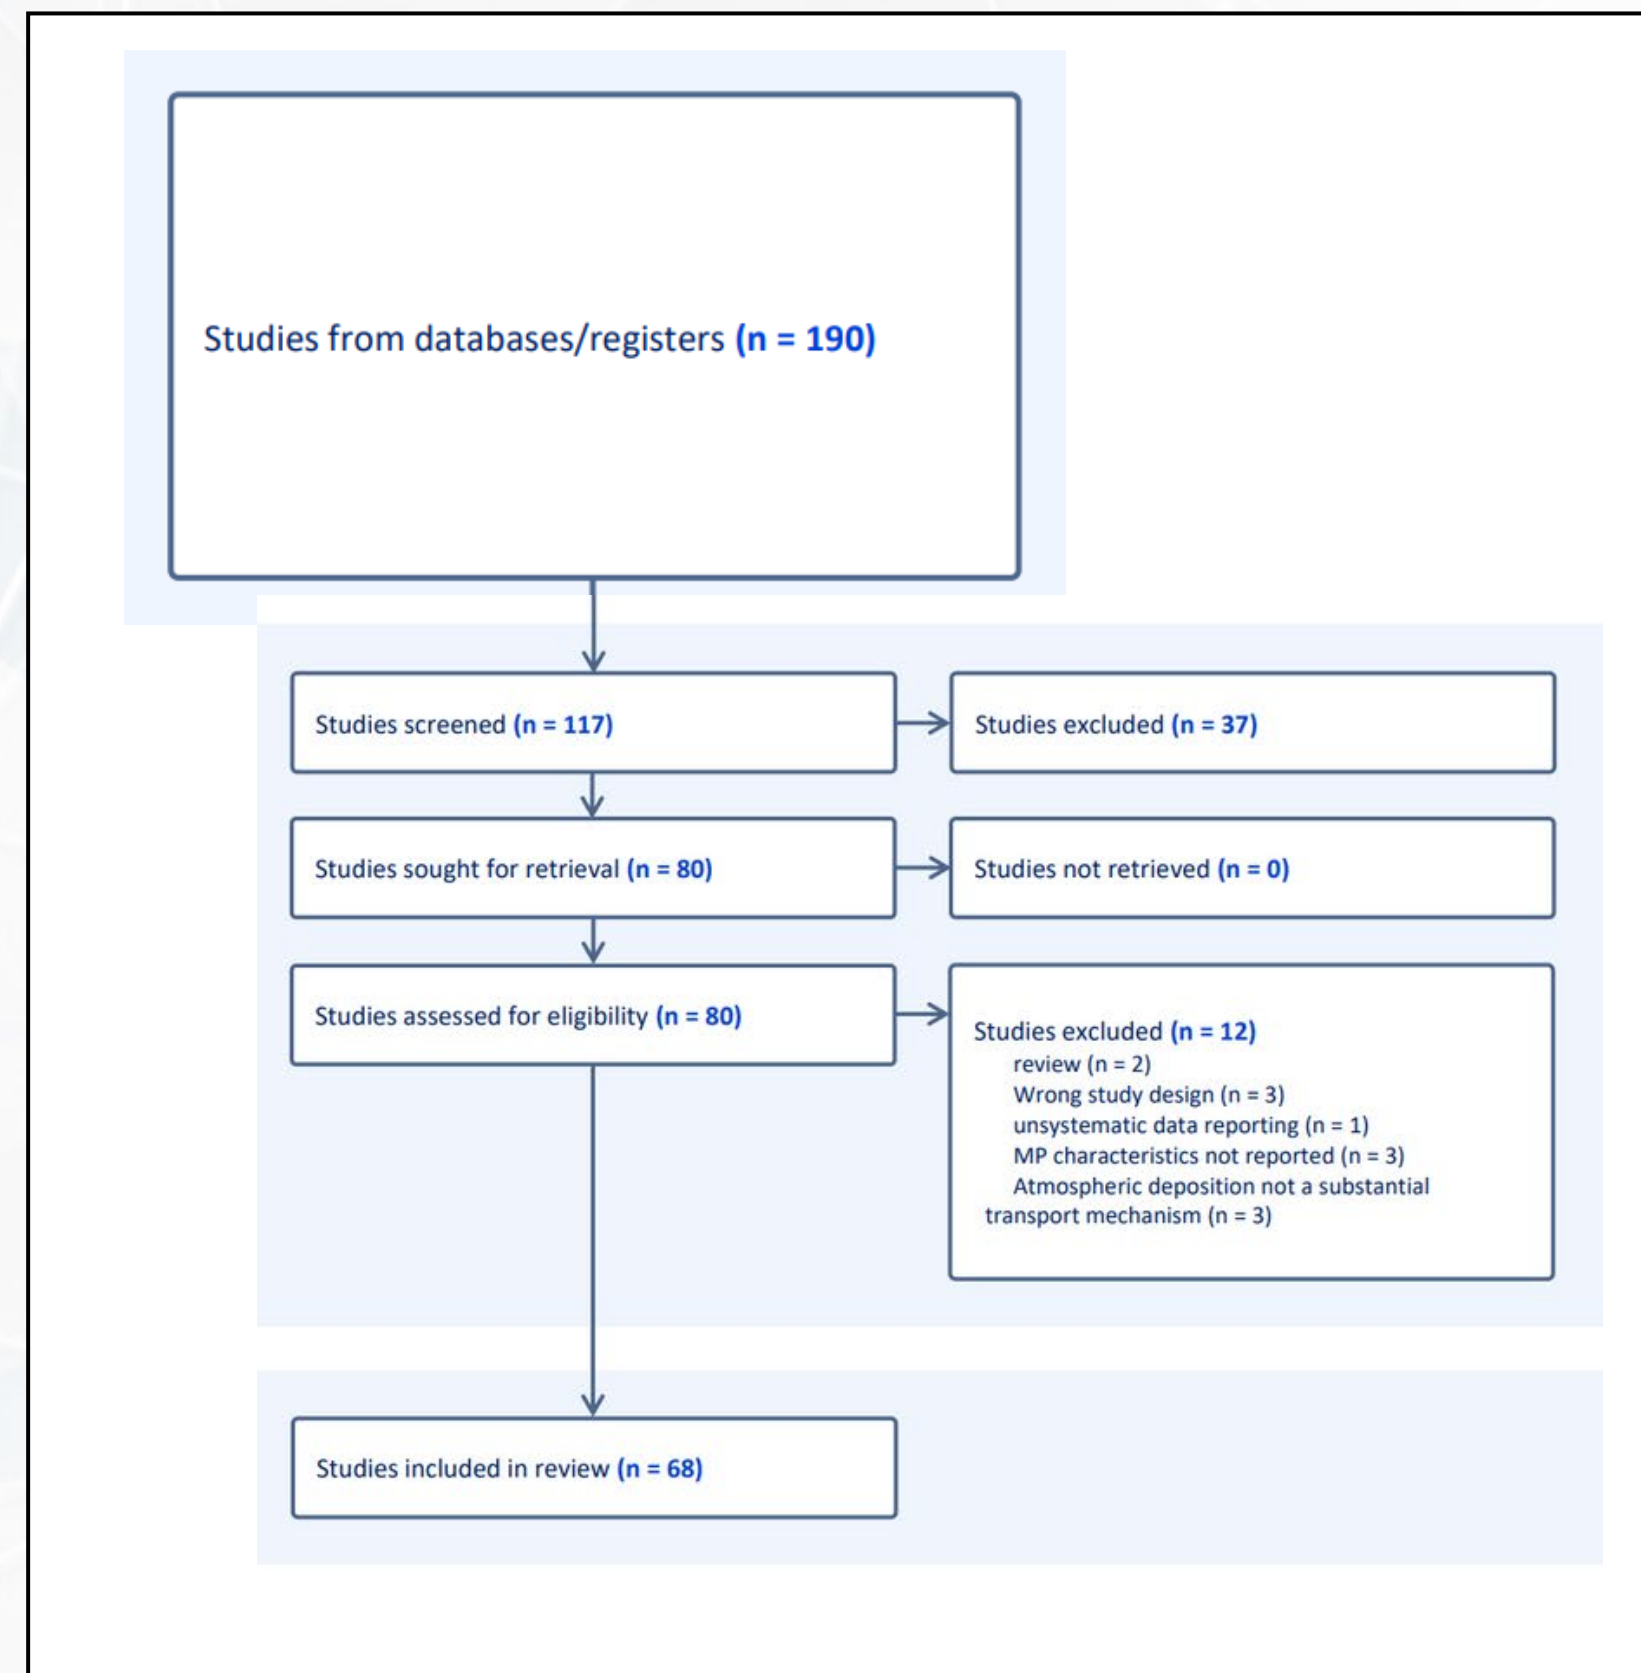 Studies from databases/registers (n = 190)
Studies screened (n = 117)
Studies excluded (n = 37)
Studies sought for retrieval (n = 80)
Studies not retrieved (n = 0)
Studies assessed for eligibility (n = 80)
Studies excluded (n = 12)
review (n = 2)
Wrong study design (n = 3)
unsystematic data reporting (n = 1)
MP characteristics not reported (n = 3)
Atmospheric deposition not a substantial
transport mechanism (n = 3)
Studies included in review (n = 68)